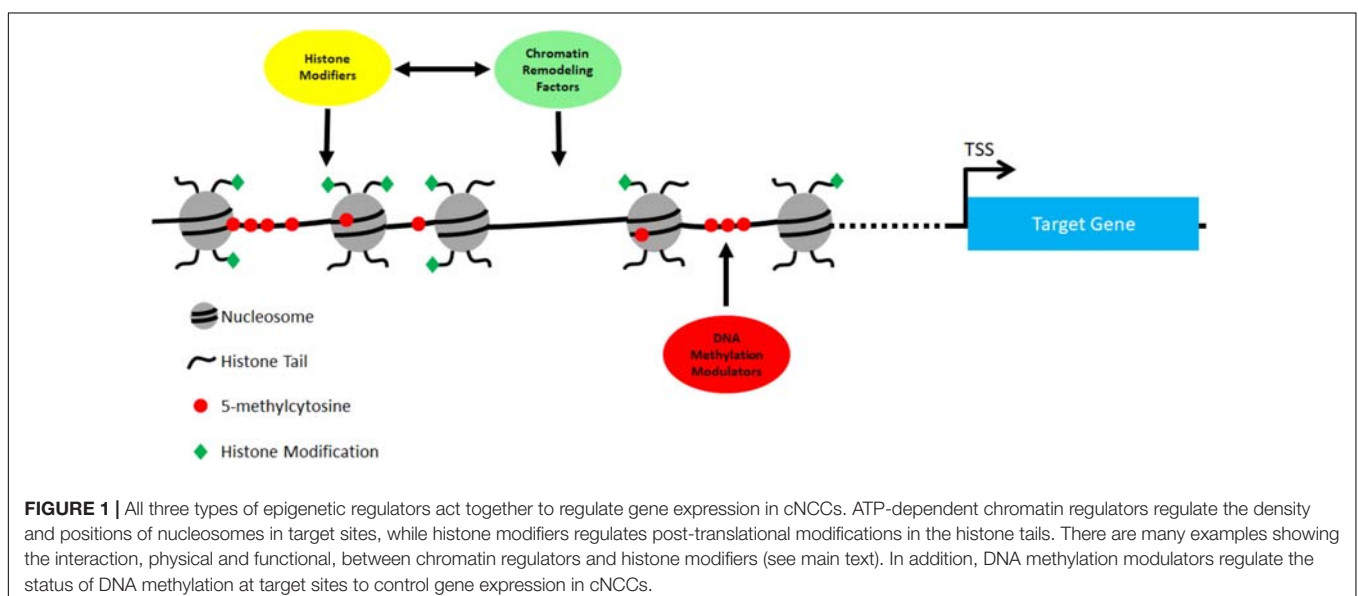 Histone
Modifiers
Chromatin
Remodeling
Factors
TSS
Target Gene
DNA
Methylation
Modulators
Nucleosome
Histone Tail
5-methylcytosine
Histone Modification
FIGURE 1 | All three types of epigenetic regulators act together to regulate gene expression in cNCCs. ATP-dependent chromatin regulators regulate the density
and positions of nucleosomes in target sites, while histone modifiers regulates post-translational modifications in the histone tails. There are many examples showing
the interaction, physical and functional, between chromatin regulators and histone modifiers (see main text). In addition, DNA methylation modulators regulate the
status of DNA methylation at target sites to control gene expression in cNCCs.